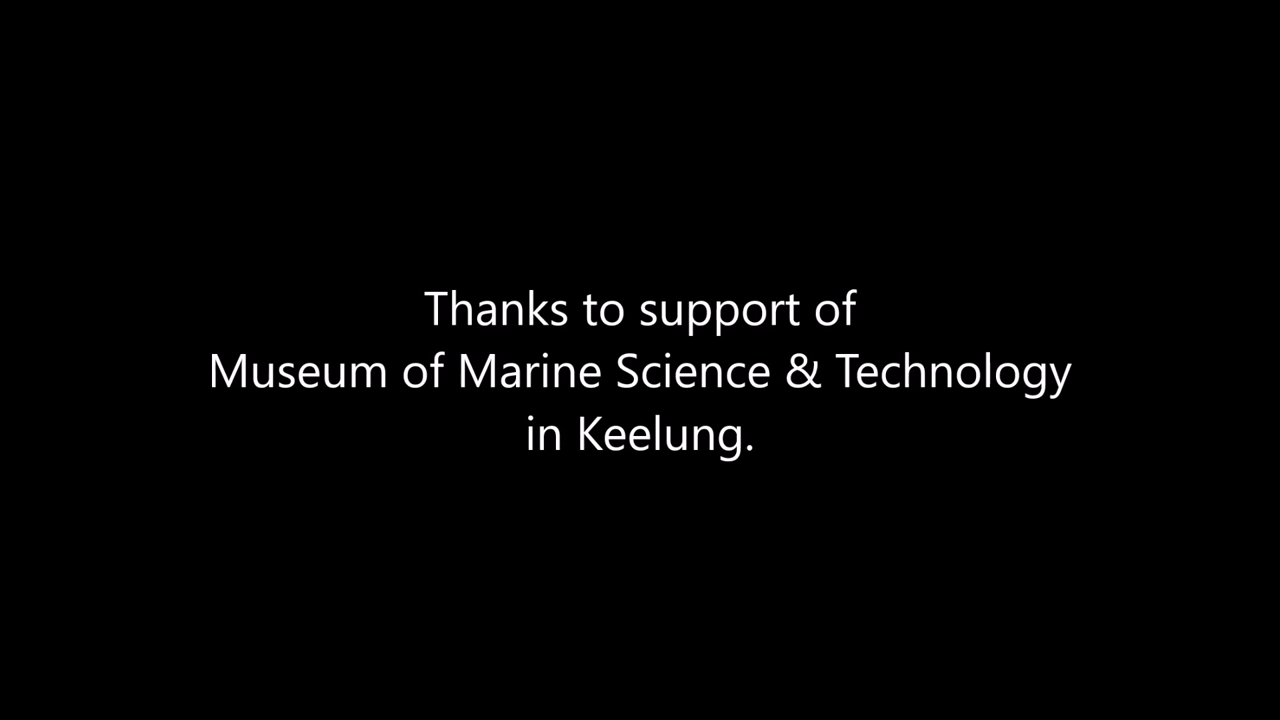 Thanks to support of
Museum of Marine Science & Technology
in Keelung.